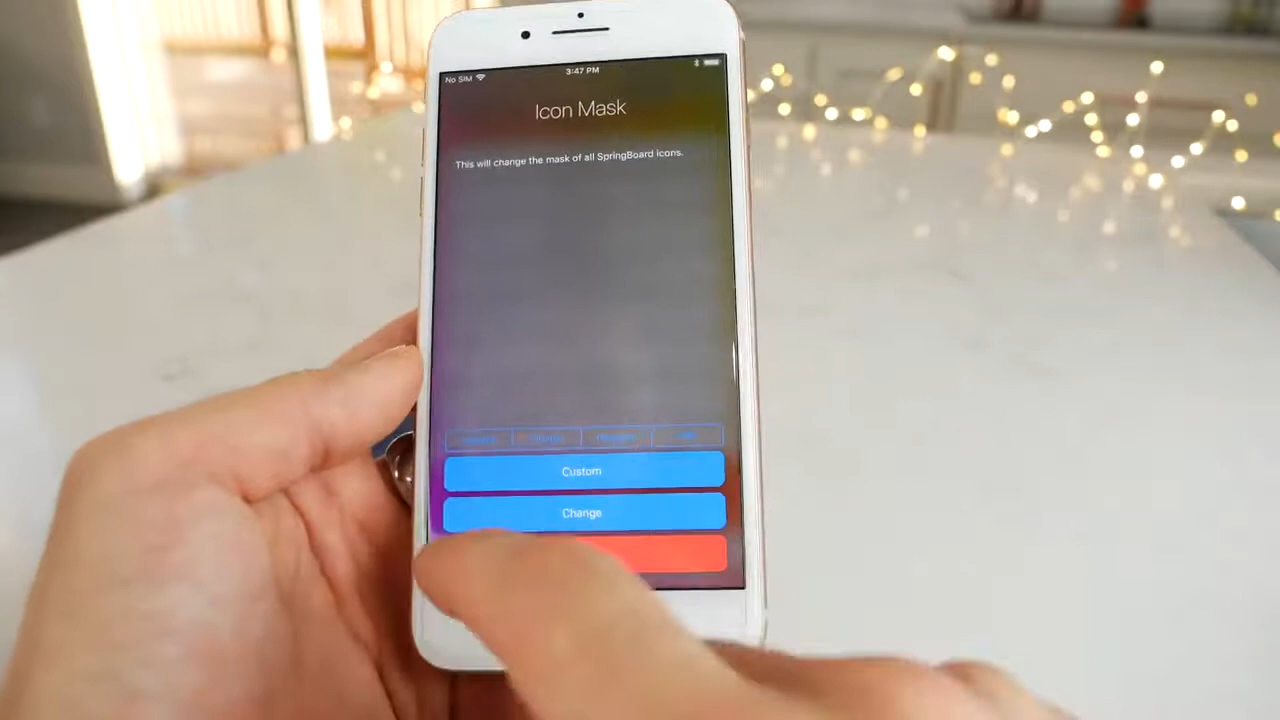 No SIM
3:47 PM
Icon Mask
This will change the mask of all SpringBoard icons.
Custom
Change